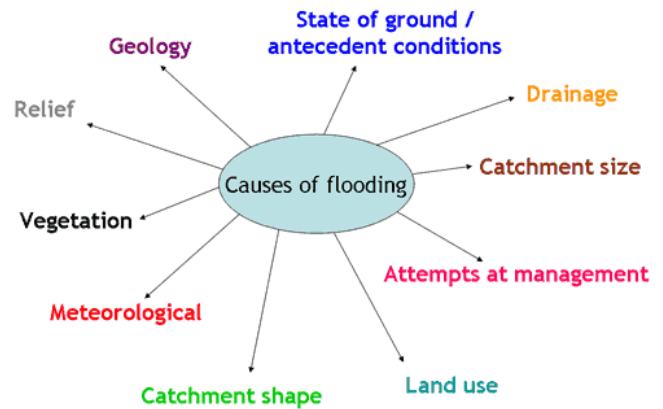 State of ground /
antecedent conditions
Geology
Drainage
Relief
Catchment size
Causes of flooding
Vegetation
Attempts at management
Meteorological
Land use
Catchment shape